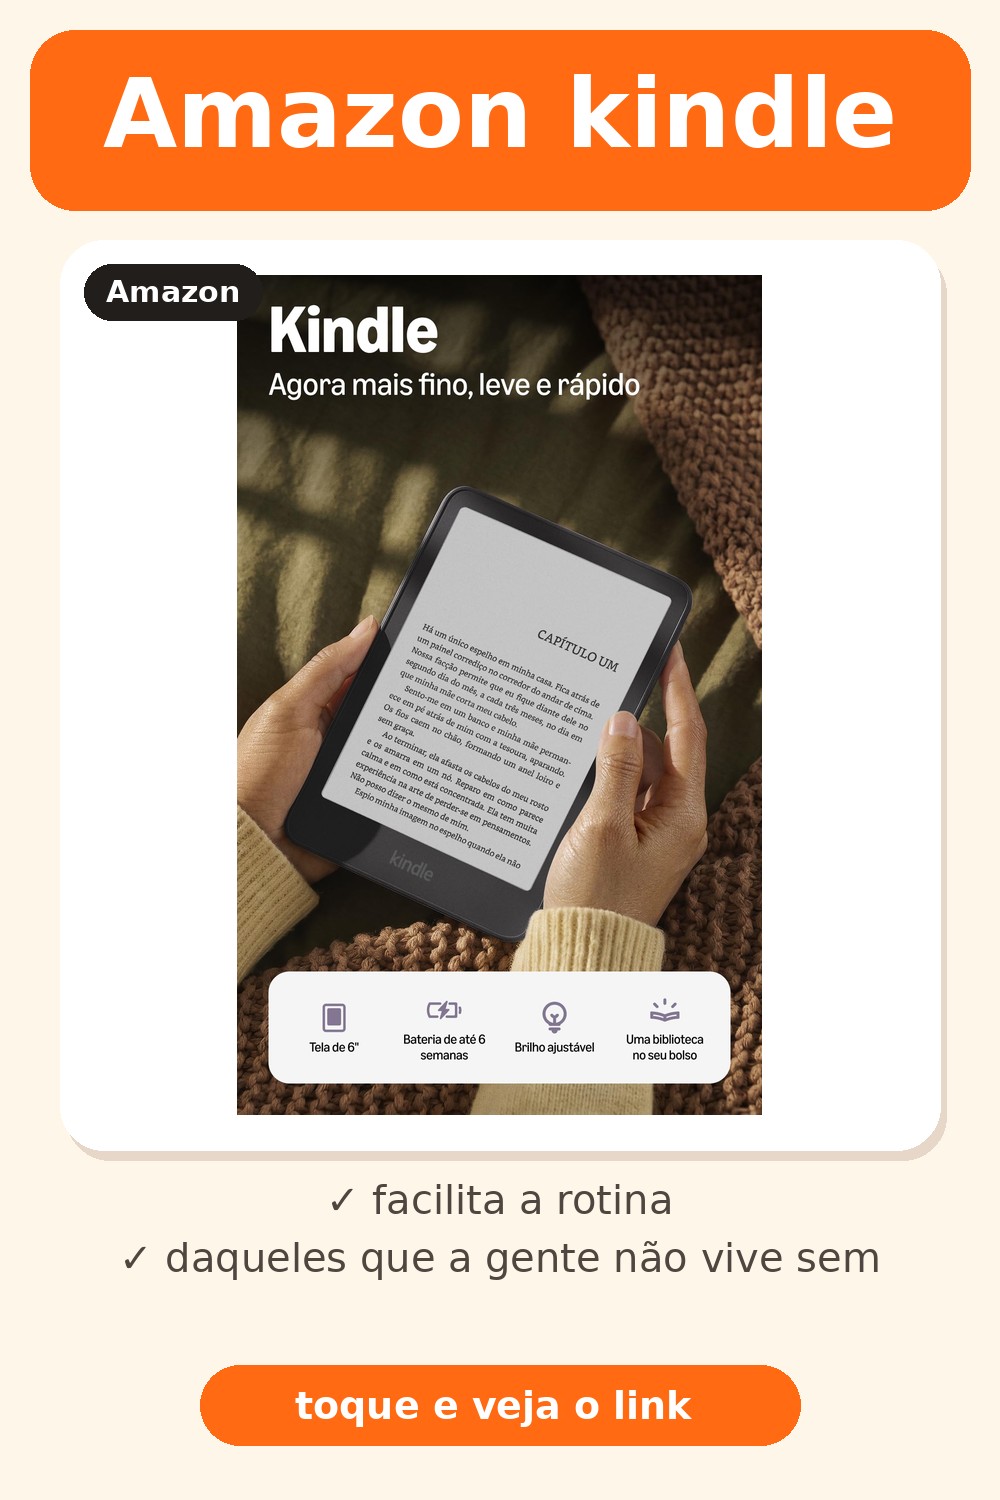 Amazon kindle
Amazon
Kindle
Agora mais fino, leve e rápido
CAPÍTULO UM
Há um único espelho em minha casa. Fica atrás de
um painel corrediço no corredor do andar de cima.
Nossa facção permite que eu fique diante dele no
segundo dia do mês, a cada três meses, no dia em
que minha mãe corta meu cabelo.
Sento-me em um banco e minha mãe perman-
ece em pé atrás de mim com a tesoura, aparando.
Os fios caem no chão, formando um anel loiro e
sem graça.
Ao terminar, ela afasta os cabelos do meu rosto
e os amarra em um nó. Reparo em como parece
calma e em como está concentrada. Ela tem muita
experiência na arte de perder-se em pensamentos.
Não posso dizer o mesmo de mim.
Espio minha imagem no espelho quando ela não
kindle
Tela de 6"
Bateria de até 6
semanas
Brilho ajustável
Uma biblioteca
no seu bolso
✓ facilita a rotina
✓ daqueles que a gente não vive sem
toque e veja o link